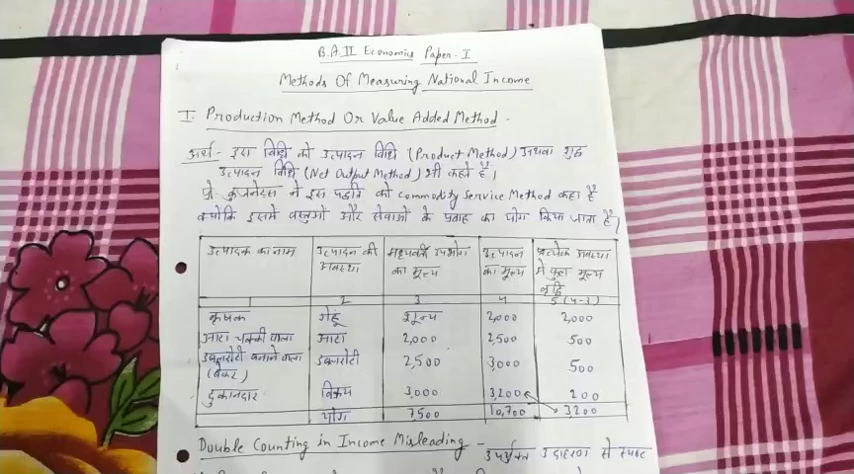 B.A.II Economics Paper-I
Methods Of Measuring National Income
I. Production Method Or Value Added Method -
अर्थ - इस विधि को उत्पादन विधि (Product Method) अथवा शुद्ध
उत्पादन विधि (Net Output Method) भी कहते हैं।
प्रो. कुजनेट्स ने इस पद्धति को Commodity Service Method कहा है
क्योंकि इसमें वस्तुओं और सेवाओं के प्रवाह का योग किया जाता है।
उत्पादक का नाम उत्पादन की अवस्था मध्यवर्ती उपभोग का मूल्य उत्पादन का मूल्य प्रत्येक अवस्था में कुल मूल्य वृद्धि
1 2 3 4 5 (4-3)
कृषक गेहूं शून्य 2,000 2,000
आटा चक्की वाला आटा 2,000 2,500 500
डबलरोटी बनाने वाला (बेकर) डबलरोटी 2,500 3,000 500
दुकानदार विक्रय 3,000 3,200 200
योग 7,500 10,700 3,200
Double Counting in Income Misleading - उपर्युक्त उदाहरण से स्पष्ट